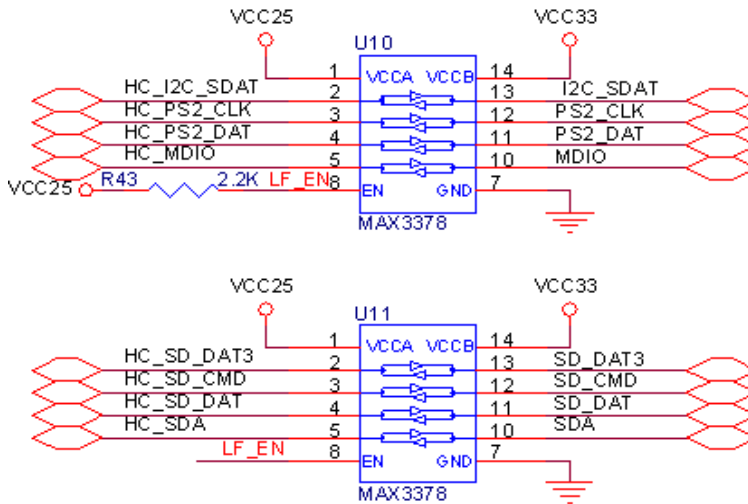 VCC25 VCC33
U10
1 VCCA VCCB 14
HC_I2C_SDAT 2 13 I2C_SDAT
HC_PS2_CLK 3 12 PS2_CLK
HC_PS2_DAT 4 11 PS2_DAT
HC_MDIO 5 10 MDIO
VCC25 R43 2.2K LF_EN 8 EN GND 7
MAX3378
VCC25 VCC33
U11
1 VCCA VCCB 14
HC_SD_DAT3 2 13 SD_DAT3
HC_SD_CMD 3 12 SD_CMD
HC_SD_DAT 4 11 SD_DAT
HC_SDA 5 10 SDA
LF_EN 8 EN GND 7
MAX3378